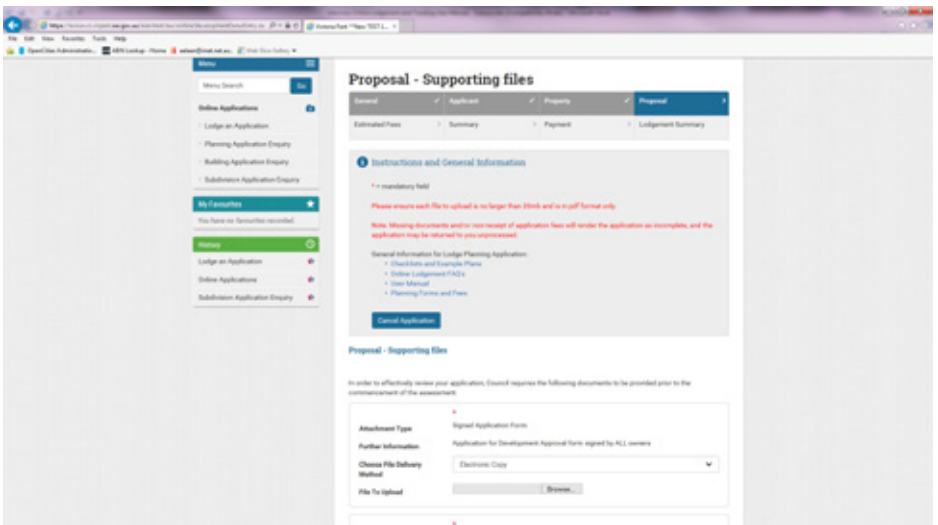 File Edit View Favorites Tools Help
Menu
Menu Search
Go
Online Applications
Lodge an Application
Planning Application Enquiry
Building Application Enquiry
Subdivision Application Enquiry
My Favourites
You have no favourites recorded.
History
Lodge an Application
Online Applications
Subdivision Application Enquiry
Proposal - Supporting files
General
Applicant
Property
Proposal
Estimated Fees
Summary
Payment
Lodgement Summary
Instructions and General Information
* = mandatory field
Please ensure each file to upload is no larger than
and is in pdf format only.
Note: Missing documents and/or non-receipt of application fees will render the application as incomplete, and the
application may be returned to you unprocessed.
General Information for Lodge Planning Application:
Checklists and Example Plans
Online Lodgement FAQ's
User Manual
Planning Forms and Fees
Cancel Application
Proposal - Supporting files
In order to effectively review your application, Council requires the following documents to be provided prior to the
commencement of the assessment.
*
Attachment Type
Signed Application Form
Further Information
Application for Development Approval form signed by ALL owners
Choose File Delivery
Method
Electronic Copy
File To Upload
Browse...
*